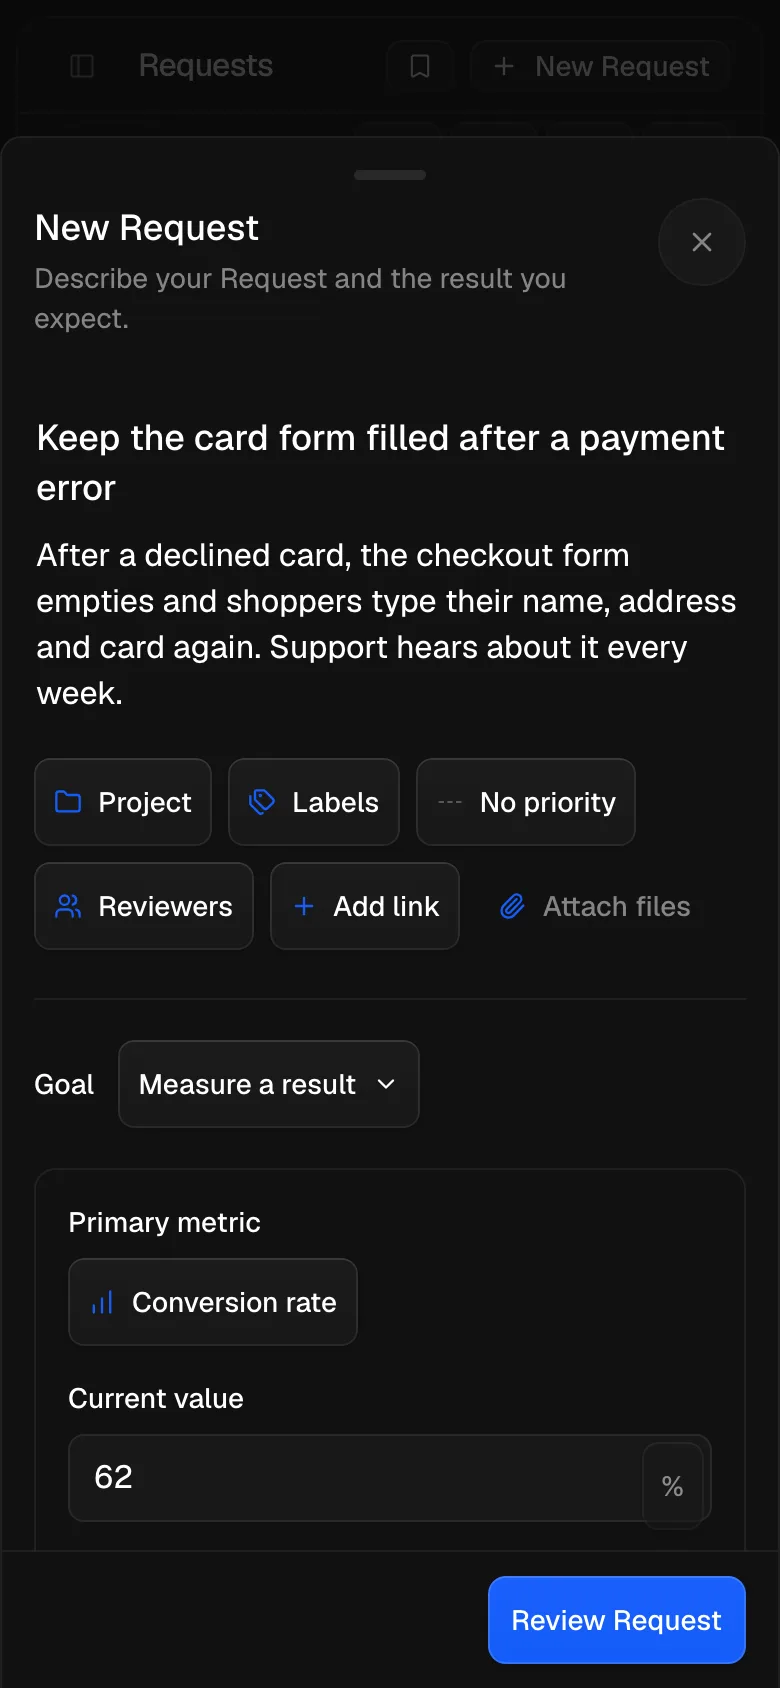 Requests
New Request
New Request
Describe your Request and the result you
expect.
Keep the card form filled after a payment
error
After a declined card, the checkout form
empties and shoppers type their name, address
and card again. Support hears about it every
week.
Project
Labels
No priority
Reviewers
Add link
Attach files
Goal
Measure a result
Primary metric
Conversion rate
Current value
62
%
Review Request